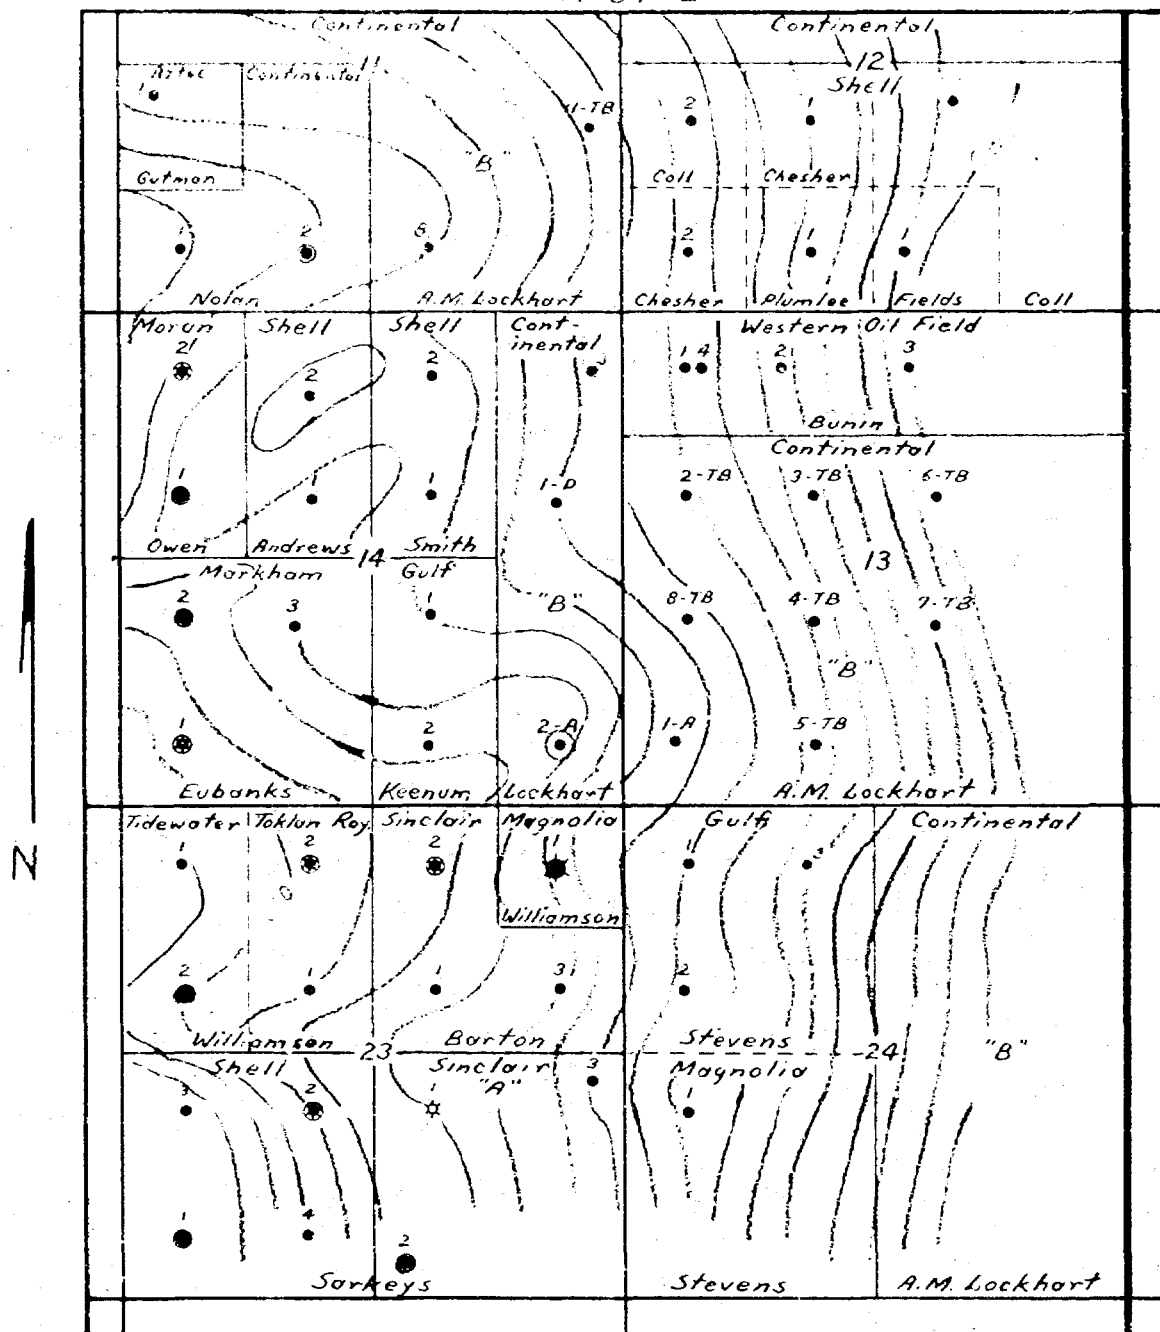 Continental
Continental
Aztec
Continental
11
12
Shell
1
1-TB
2
1
"B"
Gutman
Coll
Chesher
1
2
8
2
1
1
Nolan
A.M. Lockhart
Chesher
Plumlee
Fields
Coll
Moran
Shell
Shell
Cont-
inental
Western Oil Field
2
2
2
1 4
2
3
Bunin
Continental
1
1
1
1-D
2-TB
3-TB
6-TB
Owen
Andrews
Smith
14
13
Markham
Gulf
2
3
1
"B"
8-TB
4-TB
7-TB
"B"
1
2
2-A
1-A
5-TB
Eubanks
Keenum
Lockhart
A.M. Lockhart
Tidewater
Toklan Roy.
Sinclair
Magnolia
Gulf
Continental
1
2
2
1
1
Williamson
2
1
1
3
2
Williamson
Barton
Stevens
23
24
"B"
Shell
Sinclair
"A"
Magnolia
3
2
1
3
1
1
4
2
Sarkeys
Stevens
A.M. Lockhart
N